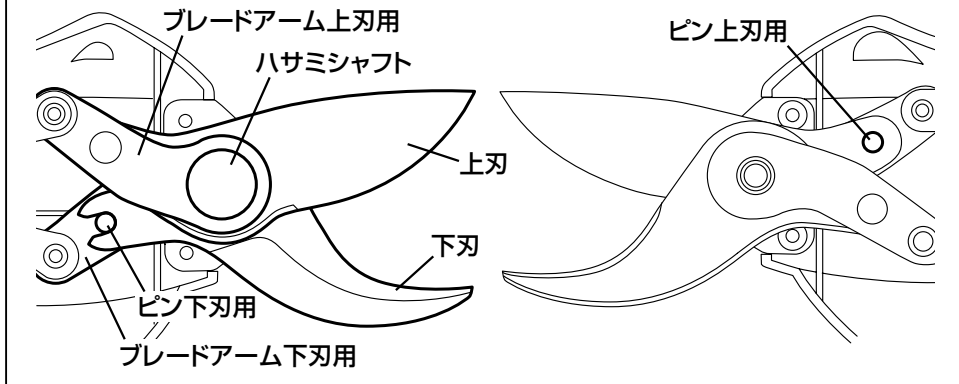 ブレードアーム上刃用
ピン上刃用
ハサミシャフト
上刃
下刃
ピン下刃用
ブレードアーム下刃用